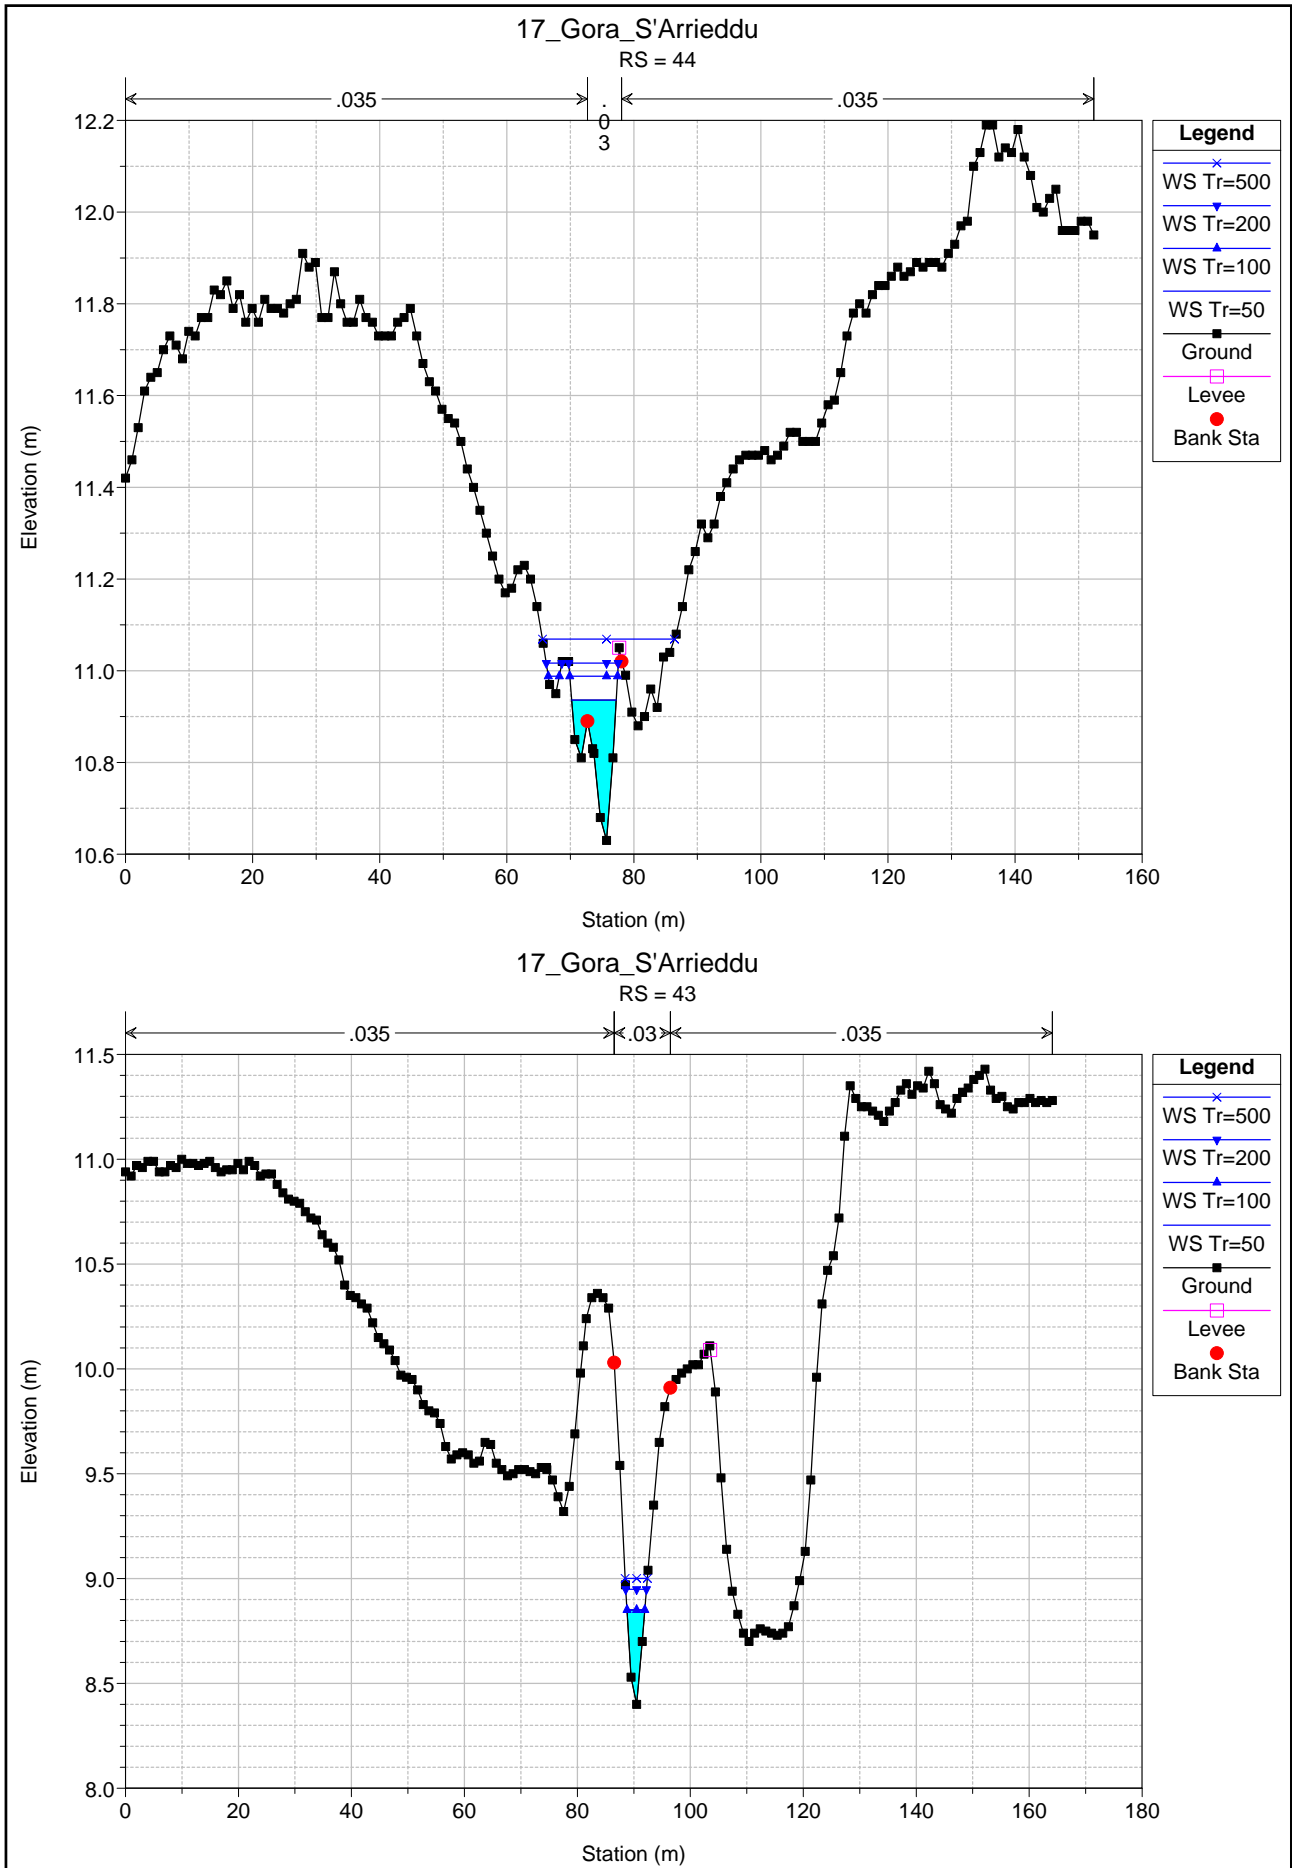 17_Gora_S'Arrieddu
RS = 44
.035
.03
.035
12.2
12.0
11.8
11.6
11.4
11.2
11.0
10.8
10.6
0 20 40 60 80 100 120 140 160
Station (m)
Elevation (m)
Legend
WS Tr=500
WS Tr=200
WS Tr=100
WS Tr=50
Ground
Levee
Bank Sta
17_Gora_S'Arrieddu
RS = 43
.035 .03 .035
11.5
11.0
10.5
10.0
9.5
9.0
8.5
8.0
0 20 40 60 80 100 120 140 160 180
Station (m)
Elevation (m)
Legend
WS Tr=500
WS Tr=200
WS Tr=100
WS Tr=50
Ground
Levee
Bank Sta